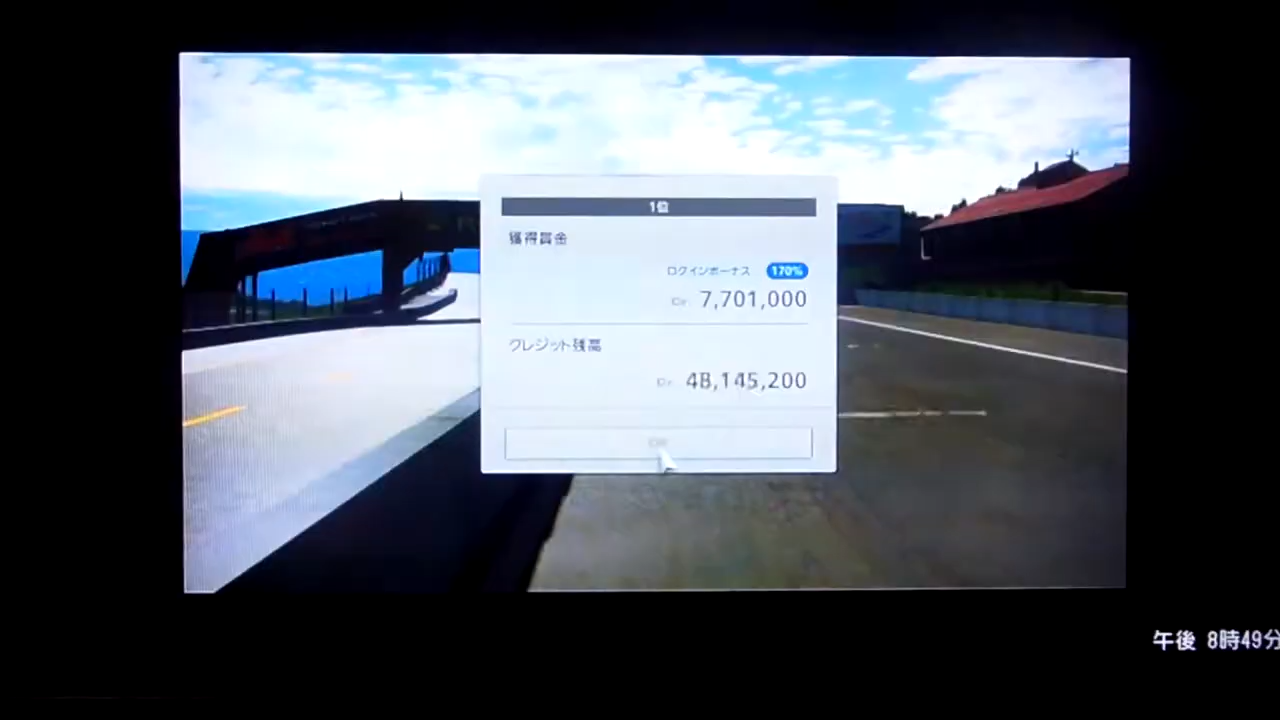 1位
獲得賞金
ログインボーナス 170%
Cr. 7,701,000
クレジット残高
Cr. 48,145,200
OK
午後 8時49分